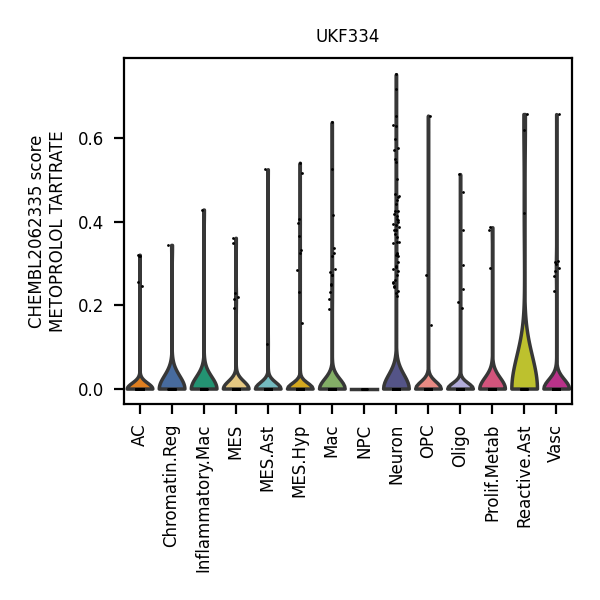 UKF334
CHEMBL2062335 score
METOPROLOL TARTRATE
0.6
0.4
0.2
0.0
AC
Chromatin.Reg
Inflammatory.Mac
MES
MES.Ast
MES.Hyp
Mac
NPC
Neuron
OPC
Oligo
Prolif.Metab
Reactive.Ast
Vasc